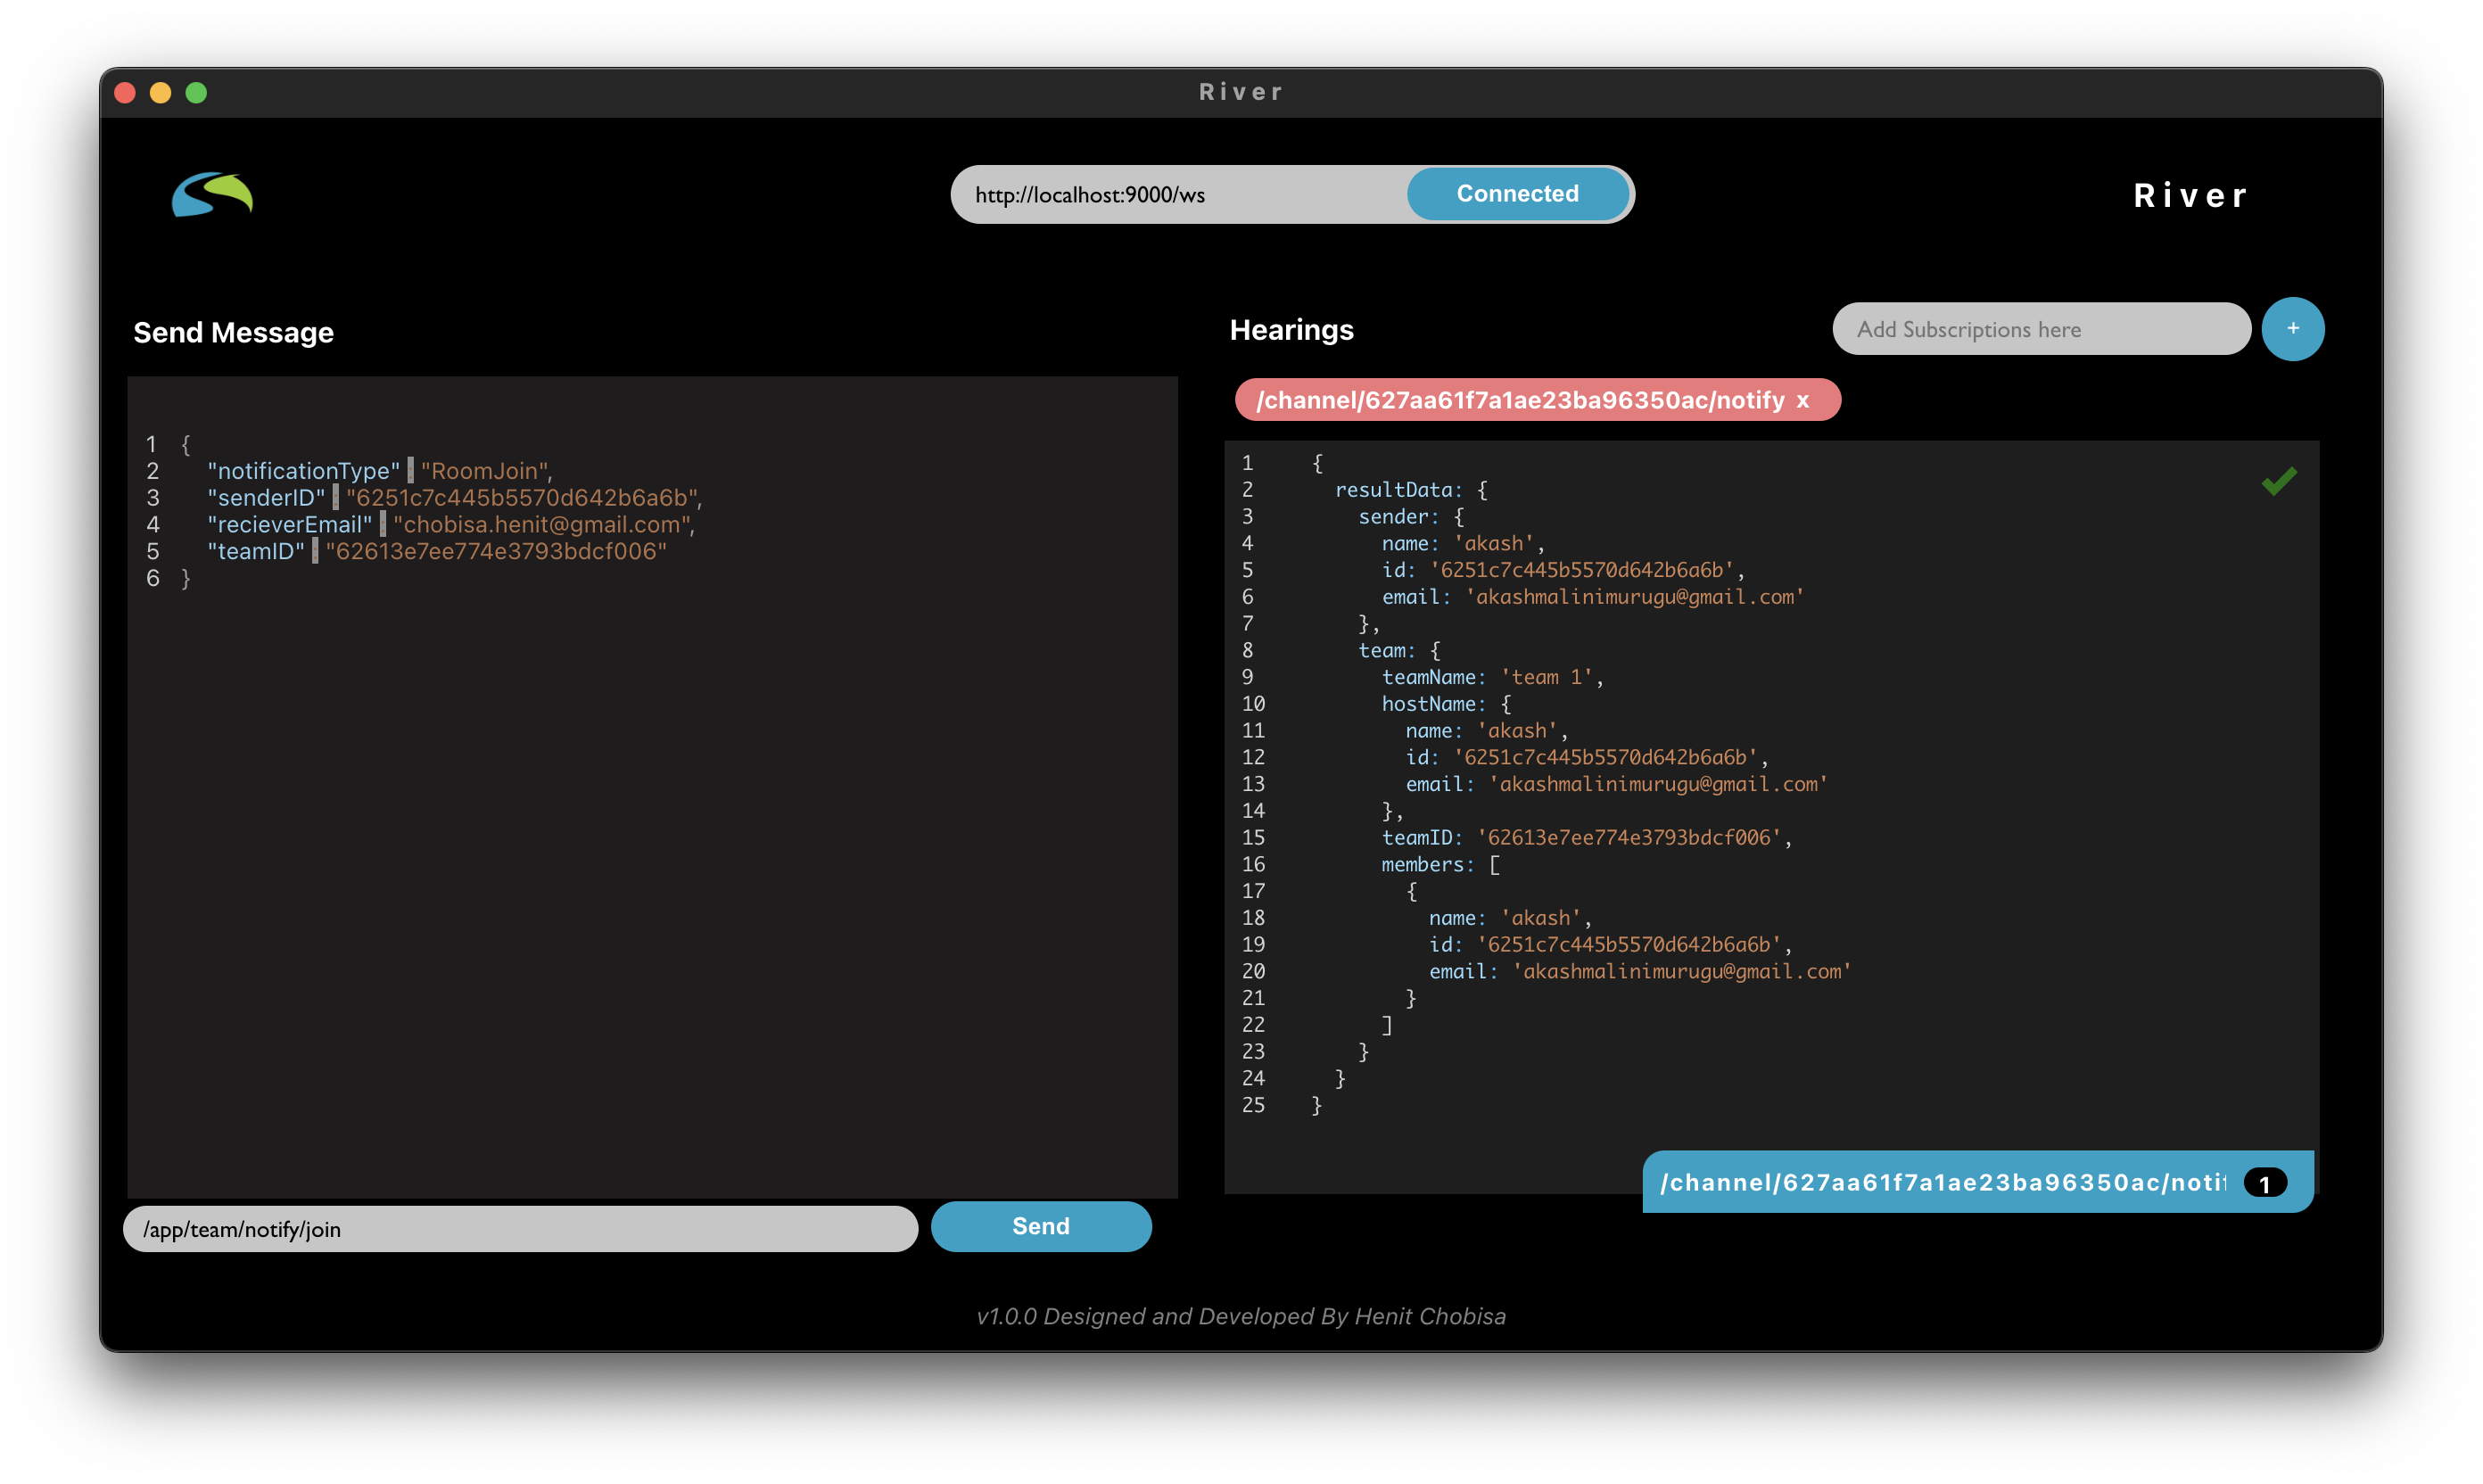 River
http://localhost:9000/ws Connected
River
Send Message
1 {
2 "notificationType" : "RoomJoin",
3 "senderID" : "6251c7c445b5570d642b6a6b",
4 "recieverEmail" : "chobisa.henit@gmail.com",
5 "teamID" : "62613e7ee774e3793bdcf006"
6 }
/app/team/notify/join Send
Hearings
Add Subscriptions here +
/channel/627aa61f7a1ae23ba96350ac/notify x
1 {
2 resultData: {
3 sender: {
4 name: 'akash',
5 id: '6251c7c445b5570d642b6a6b',
6 email: 'akashmalinimurugu@gmail.com'
7 },
8 team: {
9 teamName: 'team 1',
10 hostName: {
11 name: 'akash',
12 id: '6251c7c445b5570d642b6a6b',
13 email: 'akashmalinimurugu@gmail.com'
14 },
15 teamID: '62613e7ee774e3793bdcf006',
16 members: [
17 {
18 name: 'akash',
19 id: '6251c7c445b5570d642b6a6b',
20 email: 'akashmalinimurugu@gmail.com'
21 }
22 ]
23 }
24 }
25 }
/channel/627aa61f7a1ae23ba96350ac/notif 1
v1.0.0 Designed and Developed By Henit Chobisa